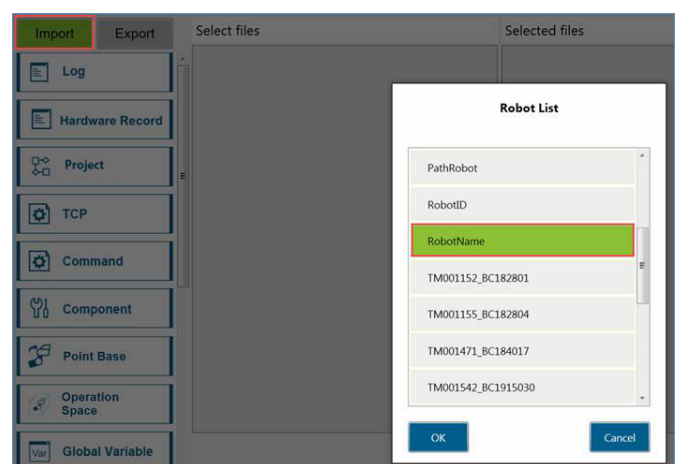 Import Export
Select files
Selected files
Log
Hardware Record
Project
TCP
Command
Component
Point Base
Operation
Space
Var Global Variable
Robot List
PathRobot
RobotID
RobotName
TM001152_BC182801
TM001155_BC182804
TM001471_BC184017
TM001542_BC1915030
OK Cancel